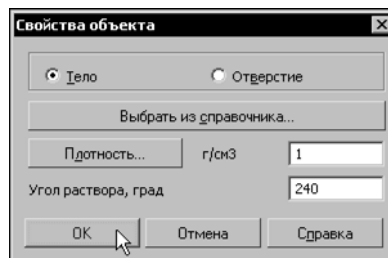 Свойства объекта
Тело Отверстие
Выбрать из справочника...
Плотность... г/см3 1
Угол раствора, град 240
OK Отмена Справка